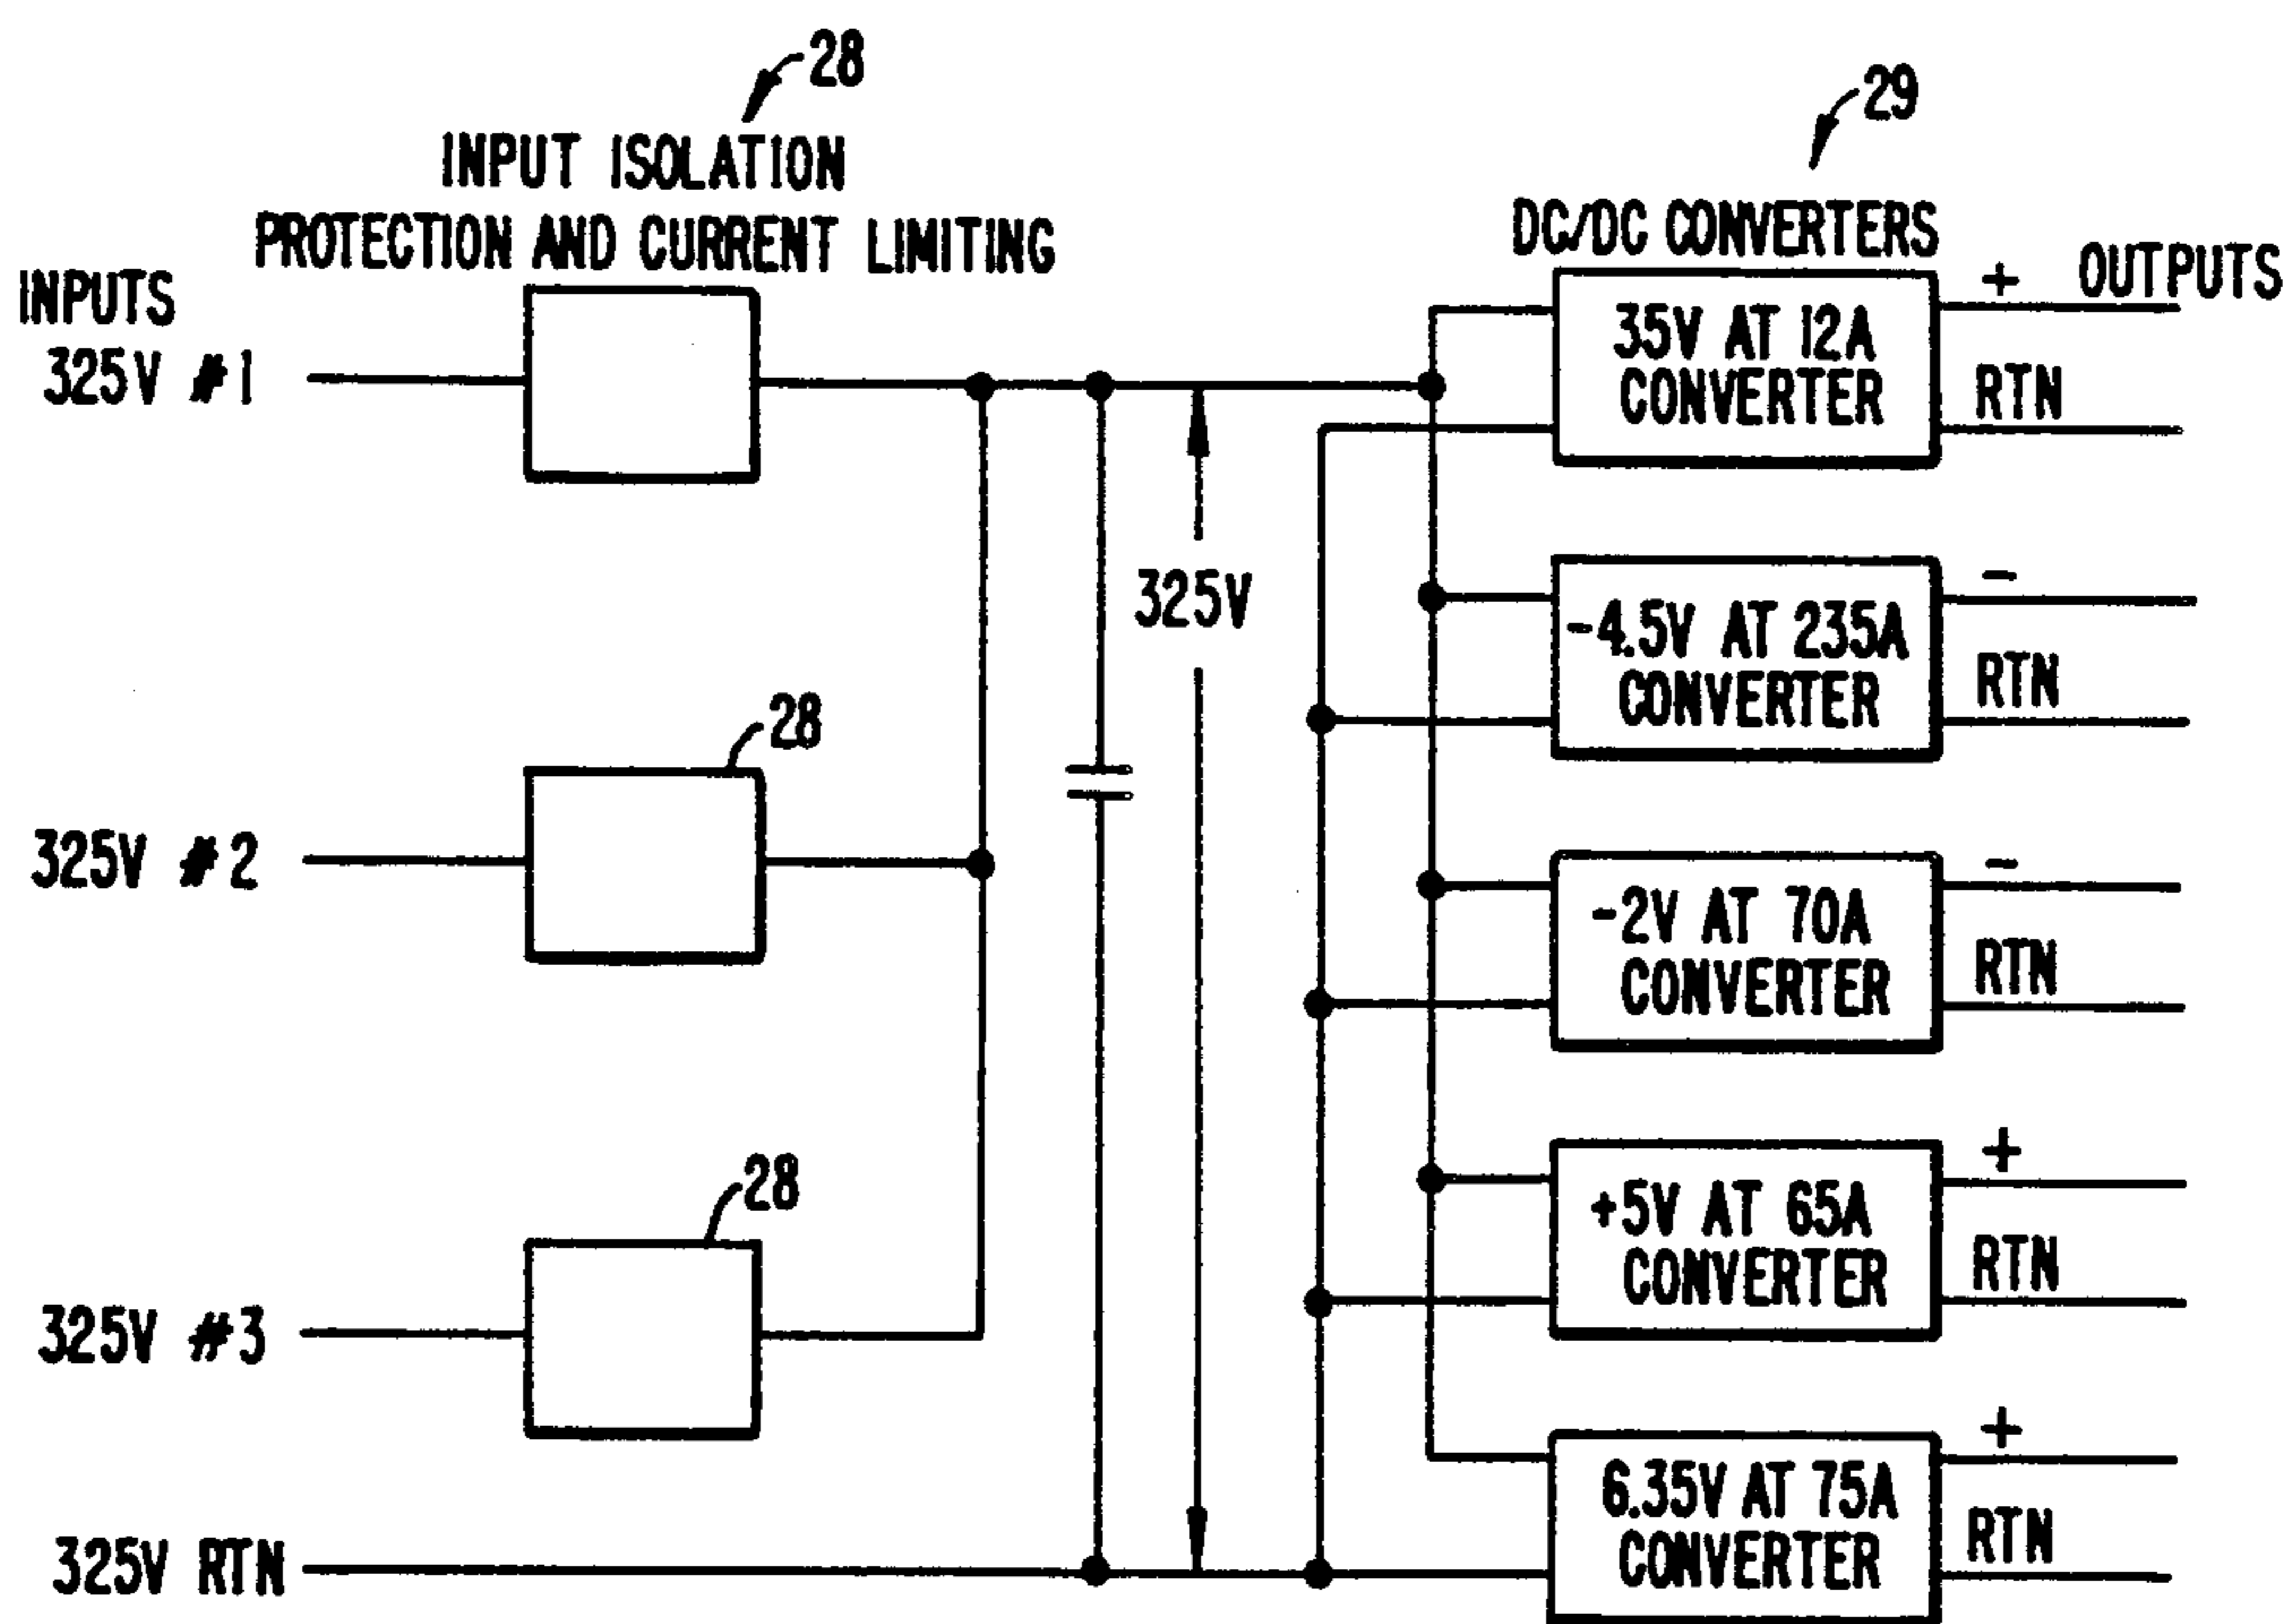 28
INPUT ISOLATION
PROTECTION AND CURRENT LIMITING
29
DC/DC CONVERTERS
INPUTS
OUTPUTS
325V #1
35V AT 12A
CONVERTER
+
RTN
325V
-4.5V AT 235A
CONVERTER
-
RTN
28
325V #2
-2V AT 70A
CONVERTER
-
RTN
28
325V #3
+5V AT 65A
CONVERTER
+
RTN
325V RTN
6.35V AT 75A
CONVERTER
+
RTN